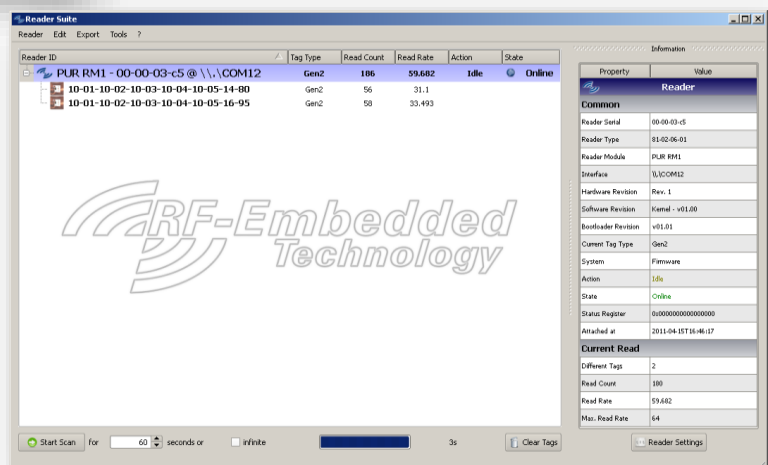 Reader Suite
Reader Edit Export Tools ?
Reader ID Tag Type Read Count Read Rate Action State
PUR RM1 - 00-00-03-c5 @ \\.\COM12 Gen2 186 59.682 Idle Online
10-01-10-02-10-03-10-04-10-05-14-80 Gen2 56 31.1
10-01-10-02-10-03-10-04-10-05-16-95 Gen2 58 33.493
RF-Embedded
Technology
Start Scan for 60 seconds or infinite 3s Clear Tags
Information
Property Value
Reader
Common
Reader Serial 00-00-03-c5
Reader Type 81-02-06-01
Reader Module PUR RM1
Interface \\.\COM12
Hardware Revision Rev. 1
Software Revision Kernel - v01.00
Bootloader Revision v01.01
Current Tag Type Gen2
System Firmware
Action Idle
State Online
Status Register 0x0000000000000000
Attached at 2011-04-15T16:46:17
Current Read
Different Tags 2
Read Count 180
Read Rate 59.682
Max. Read Rate 64
Reader Settings